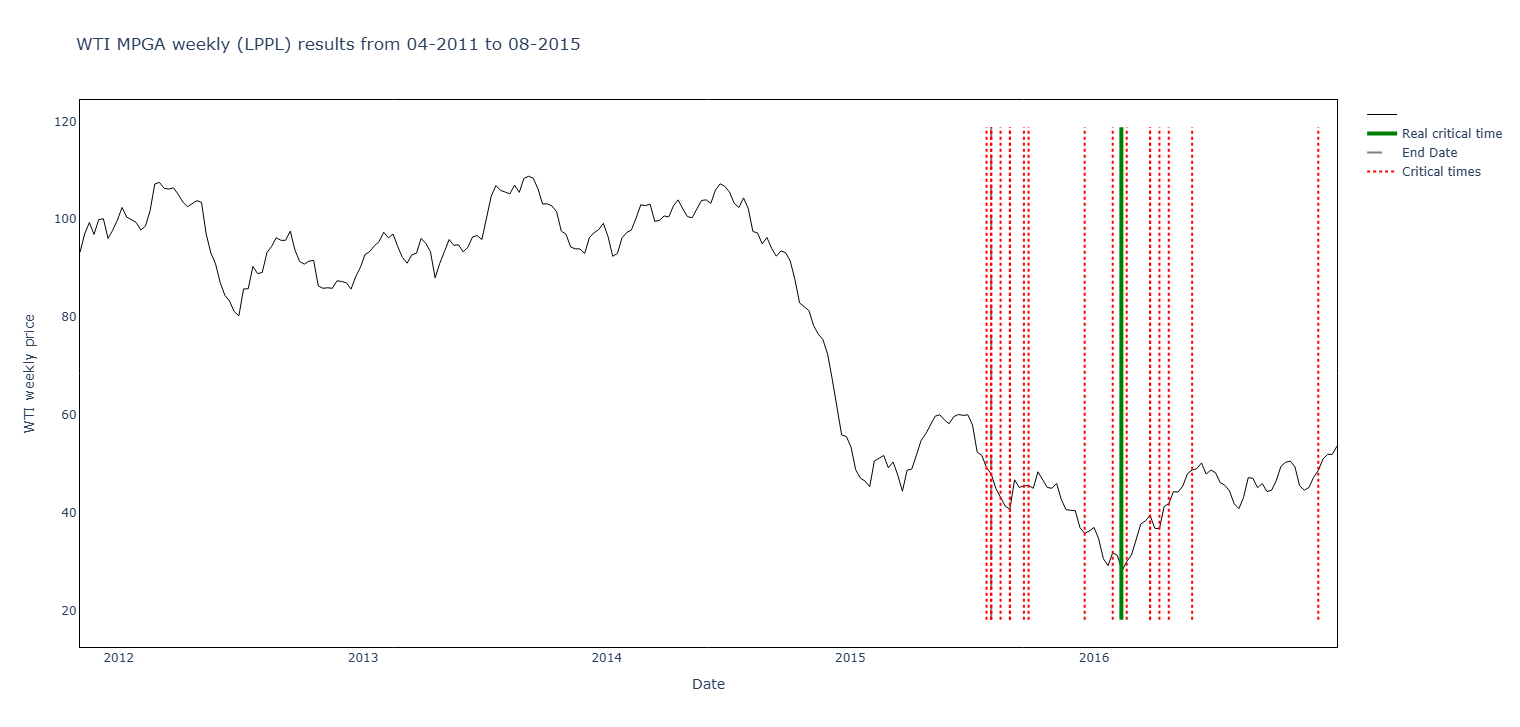 WTI MPGA weekly (LPPL) results from 04-2011 to 08-2015
120
100
80
60
40
20
WTI weekly price
2012
2013
2014
2015
2016
Date
Real critical time
End Date
Critical times